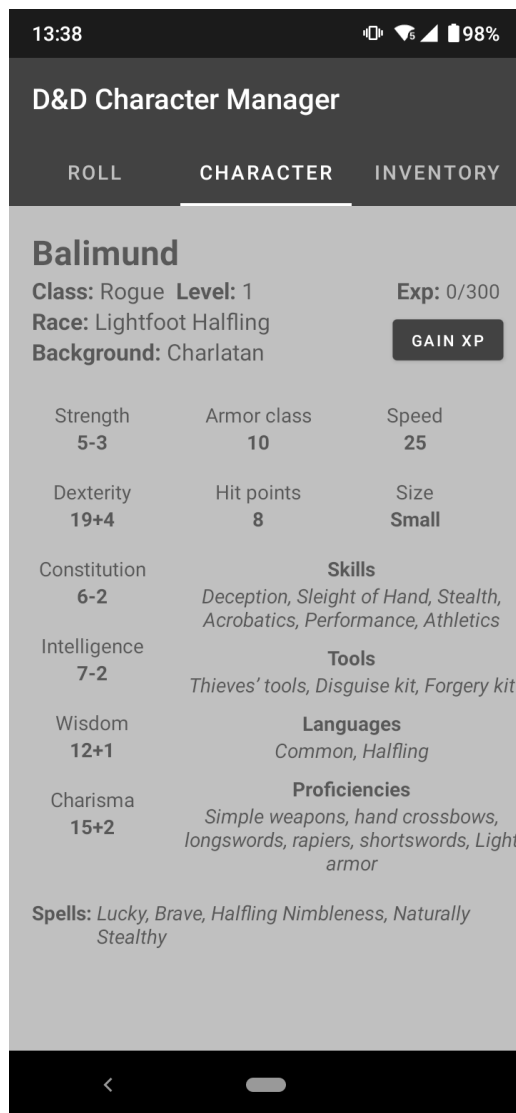 13:38 5 98%
D&D Character Manager
ROLL CHARACTER INVENTORY
Balimund
Class: Rogue Level: 1 Exp: 0/300
Race: Lightfoot Halfling
GAIN XP
Background: Charlatan
Strength Armor class Speed
5-3 10 25
Dexterity Hit points Size
19+4 8 Small
Constitution
6-2
Intelligence
7-2
Wisdom
12+1
Charisma
15+2
Skills
Deception, Sleight of Hand, Stealth,
Acrobatics, Performance, Athletics
Tools
Thieves’ tools, Disguise kit, Forgery kit
Languages
Common, Halfling
Proficiencies
Simple weapons, hand crossbows,
longswords, rapiers, shortswords, Light
armor
Spells: Lucky, Brave, Halfling Nimbleness, Naturally
Stealthy